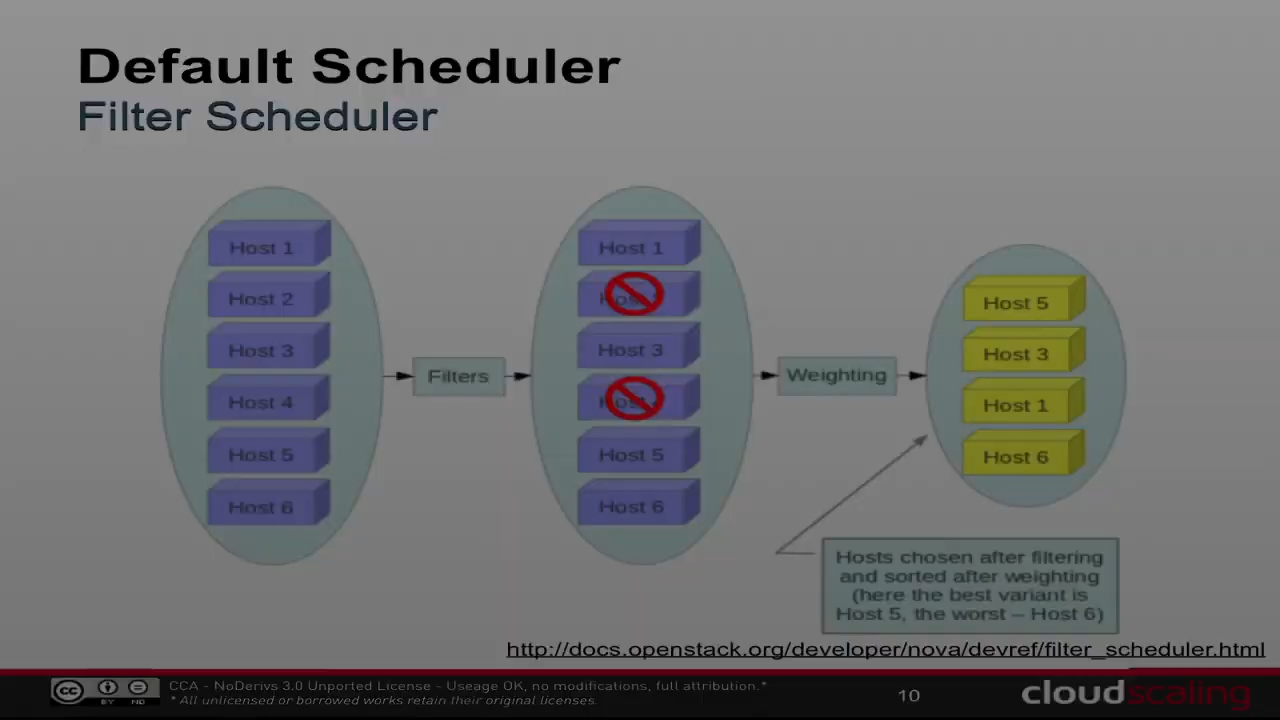 Default Scheduler
Filter Scheduler
Host 1
Host 2
Host 3
Host 4
Host 5
Host 6
Filters
Host 1
Host 3
Host 5
Host 6
Weighting
Host 5
Host 3
Host 1
Host 6
Hosts chosen after filtering
and sorted after weighting
(here the best variant is
Host 5, the worst – Host 6)
http://docs.openstack.org/developer/nova/devref/filter_scheduler.html
CCA - NoDerivs 3.0 Unported License - Useage OK, no modifications, full attribution.*
* All unlicensed or borrowed works retain their original licenses.
cc
BY ND
10
cloudscaling